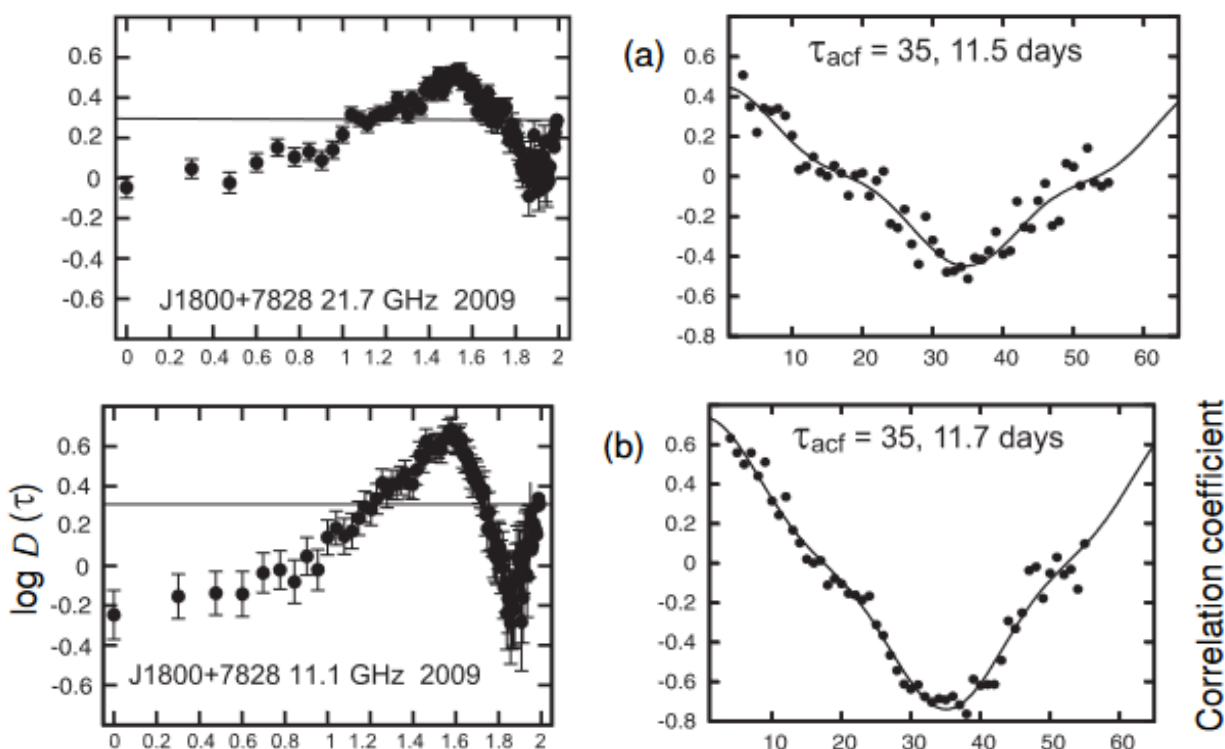 0.6
0.4
0.2
0
-0.2
-0.4
-0.6
J1800+7828 21.7 GHz 2009
0 0.2 0.4 0.6 0.8 1 1.2 1.4 1.6 1.8 2
(a)
τacf = 35, 11.5 days
0.6
0.4
0.2
0
-0.2
-0.4
-0.6
-0.8
10 20 30 40 50 60
log D (τ)
0.6
0.4
0.2
0
-0.2
-0.4
-0.6
J1800+7828 11.1 GHz 2009
0 0.2 0.4 0.6 0.8 1 1.2 1.4 1.6 1.8 2
(b)
τacf = 35, 11.7 days
0.6
0.4
0.2
0
-0.2
-0.4
-0.6
-0.8
10 20 30 40 50 60
Correlation coefficient